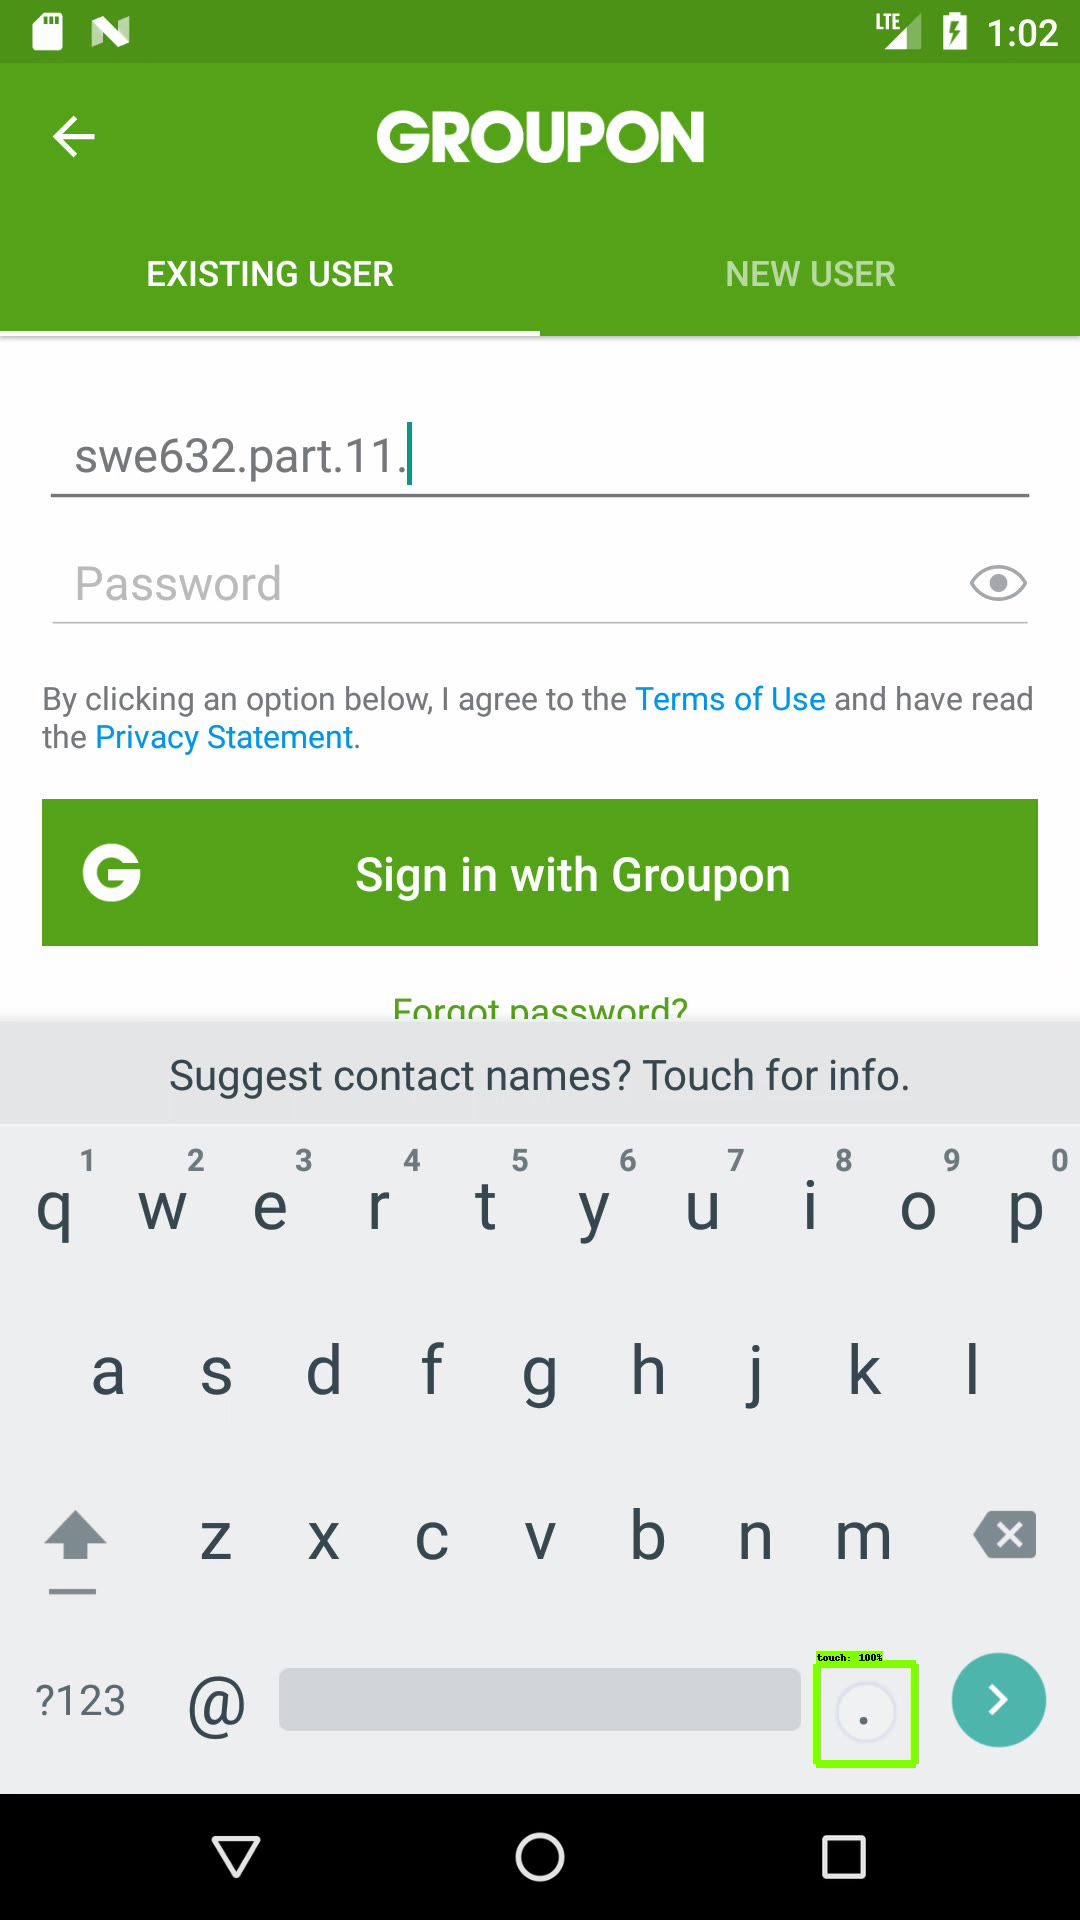 LTE 1:02
GROUPON
EXISTING USER NEW USER
swe632.part.11.
Password
By clicking an option below, I agree to the Terms of Use and have read
the Privacy Statement.
G Sign in with Groupon
Forgot password?
Suggest contact names? Touch for info.
1 2 3 4 5 6 7 8 9 0
q w e r t y u i o p
a s d f g h j k l
z x c v b n m
touch: 100%
?123 @ .